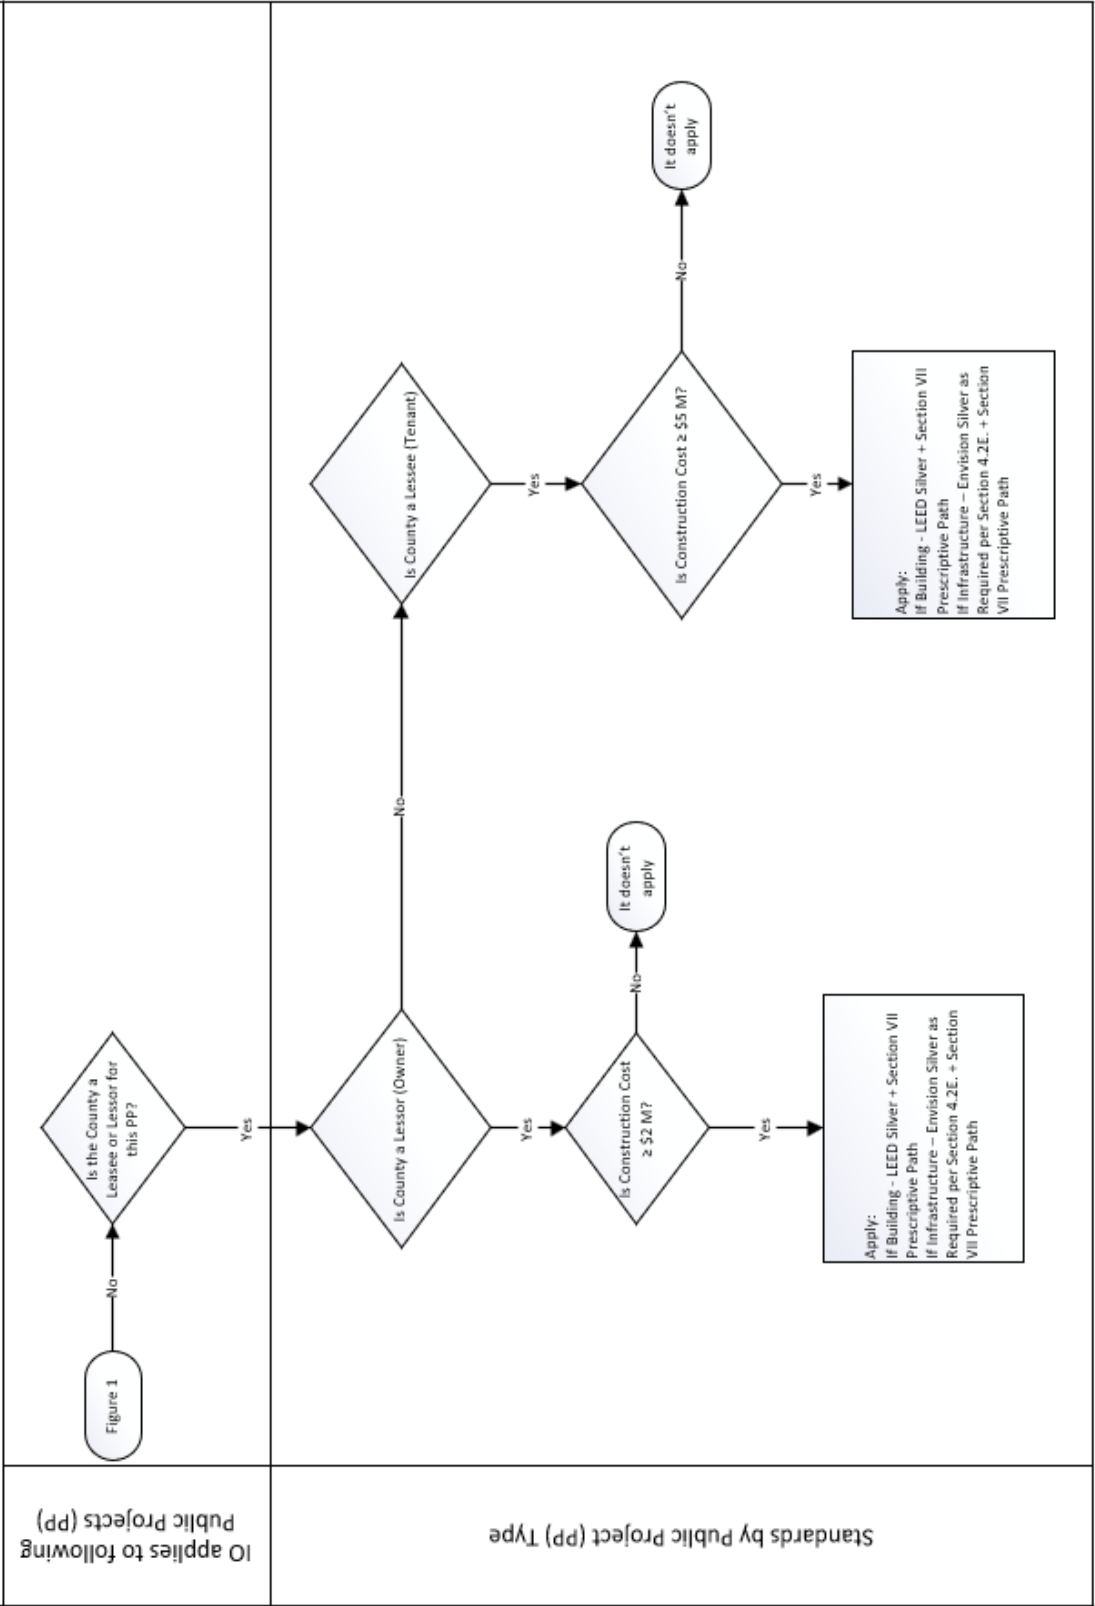 IO applies to following
Public Projects (PP)
Figure 1
No
Is the County a
Leasee or Lessor for
this PP?
Yes
Standards by Public Project (PP) Type
Is County a Lessor (Owner)
No
Is County a Lessee (Tenant)
Yes
Is Construction Cost
≥ $2 M?
No
It doesn't
apply
Yes
Apply:
If Building - LEED Silver + Section VII
Prescriptive Path
If Infrastructure – Envision Silver as
Required per Section 4.2E. + Section
VII Prescriptive Path
Yes
Is Construction Cost ≥ $5 M?
No
It doesn't
apply
Yes
Apply:
If Building - LEED Silver + Section VII
Prescriptive Path
If Infrastructure – Envision Silver as
Required per Section 4.2E. + Section
VII Prescriptive Path